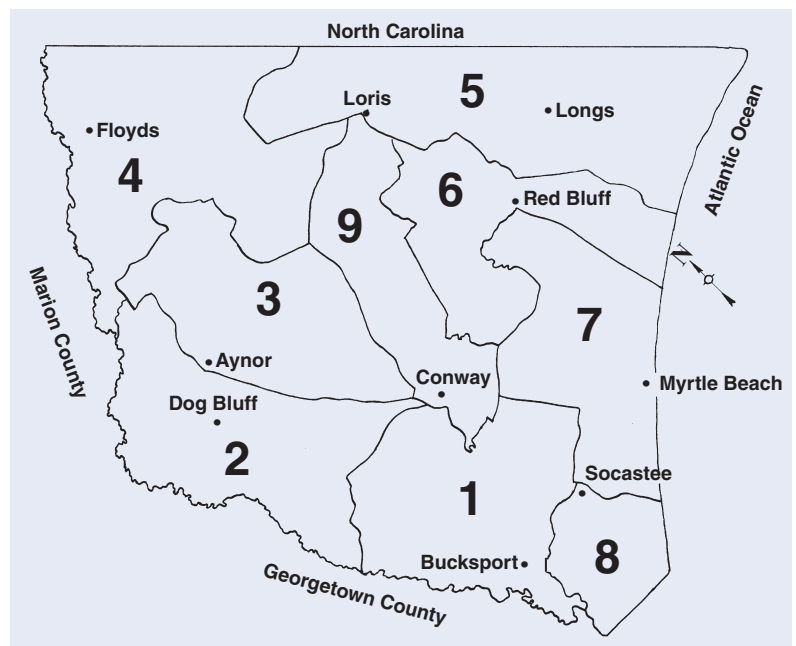 North Carolina
5
Loris
Longs
Floyds
Atlantic Ocean
4
6
Red Bluff
9
N
3
7
Marion County
Aynor
Conway
Myrtle Beach
Dog Bluff
2
Socastee
1
8
Bucksport
Georgetown County